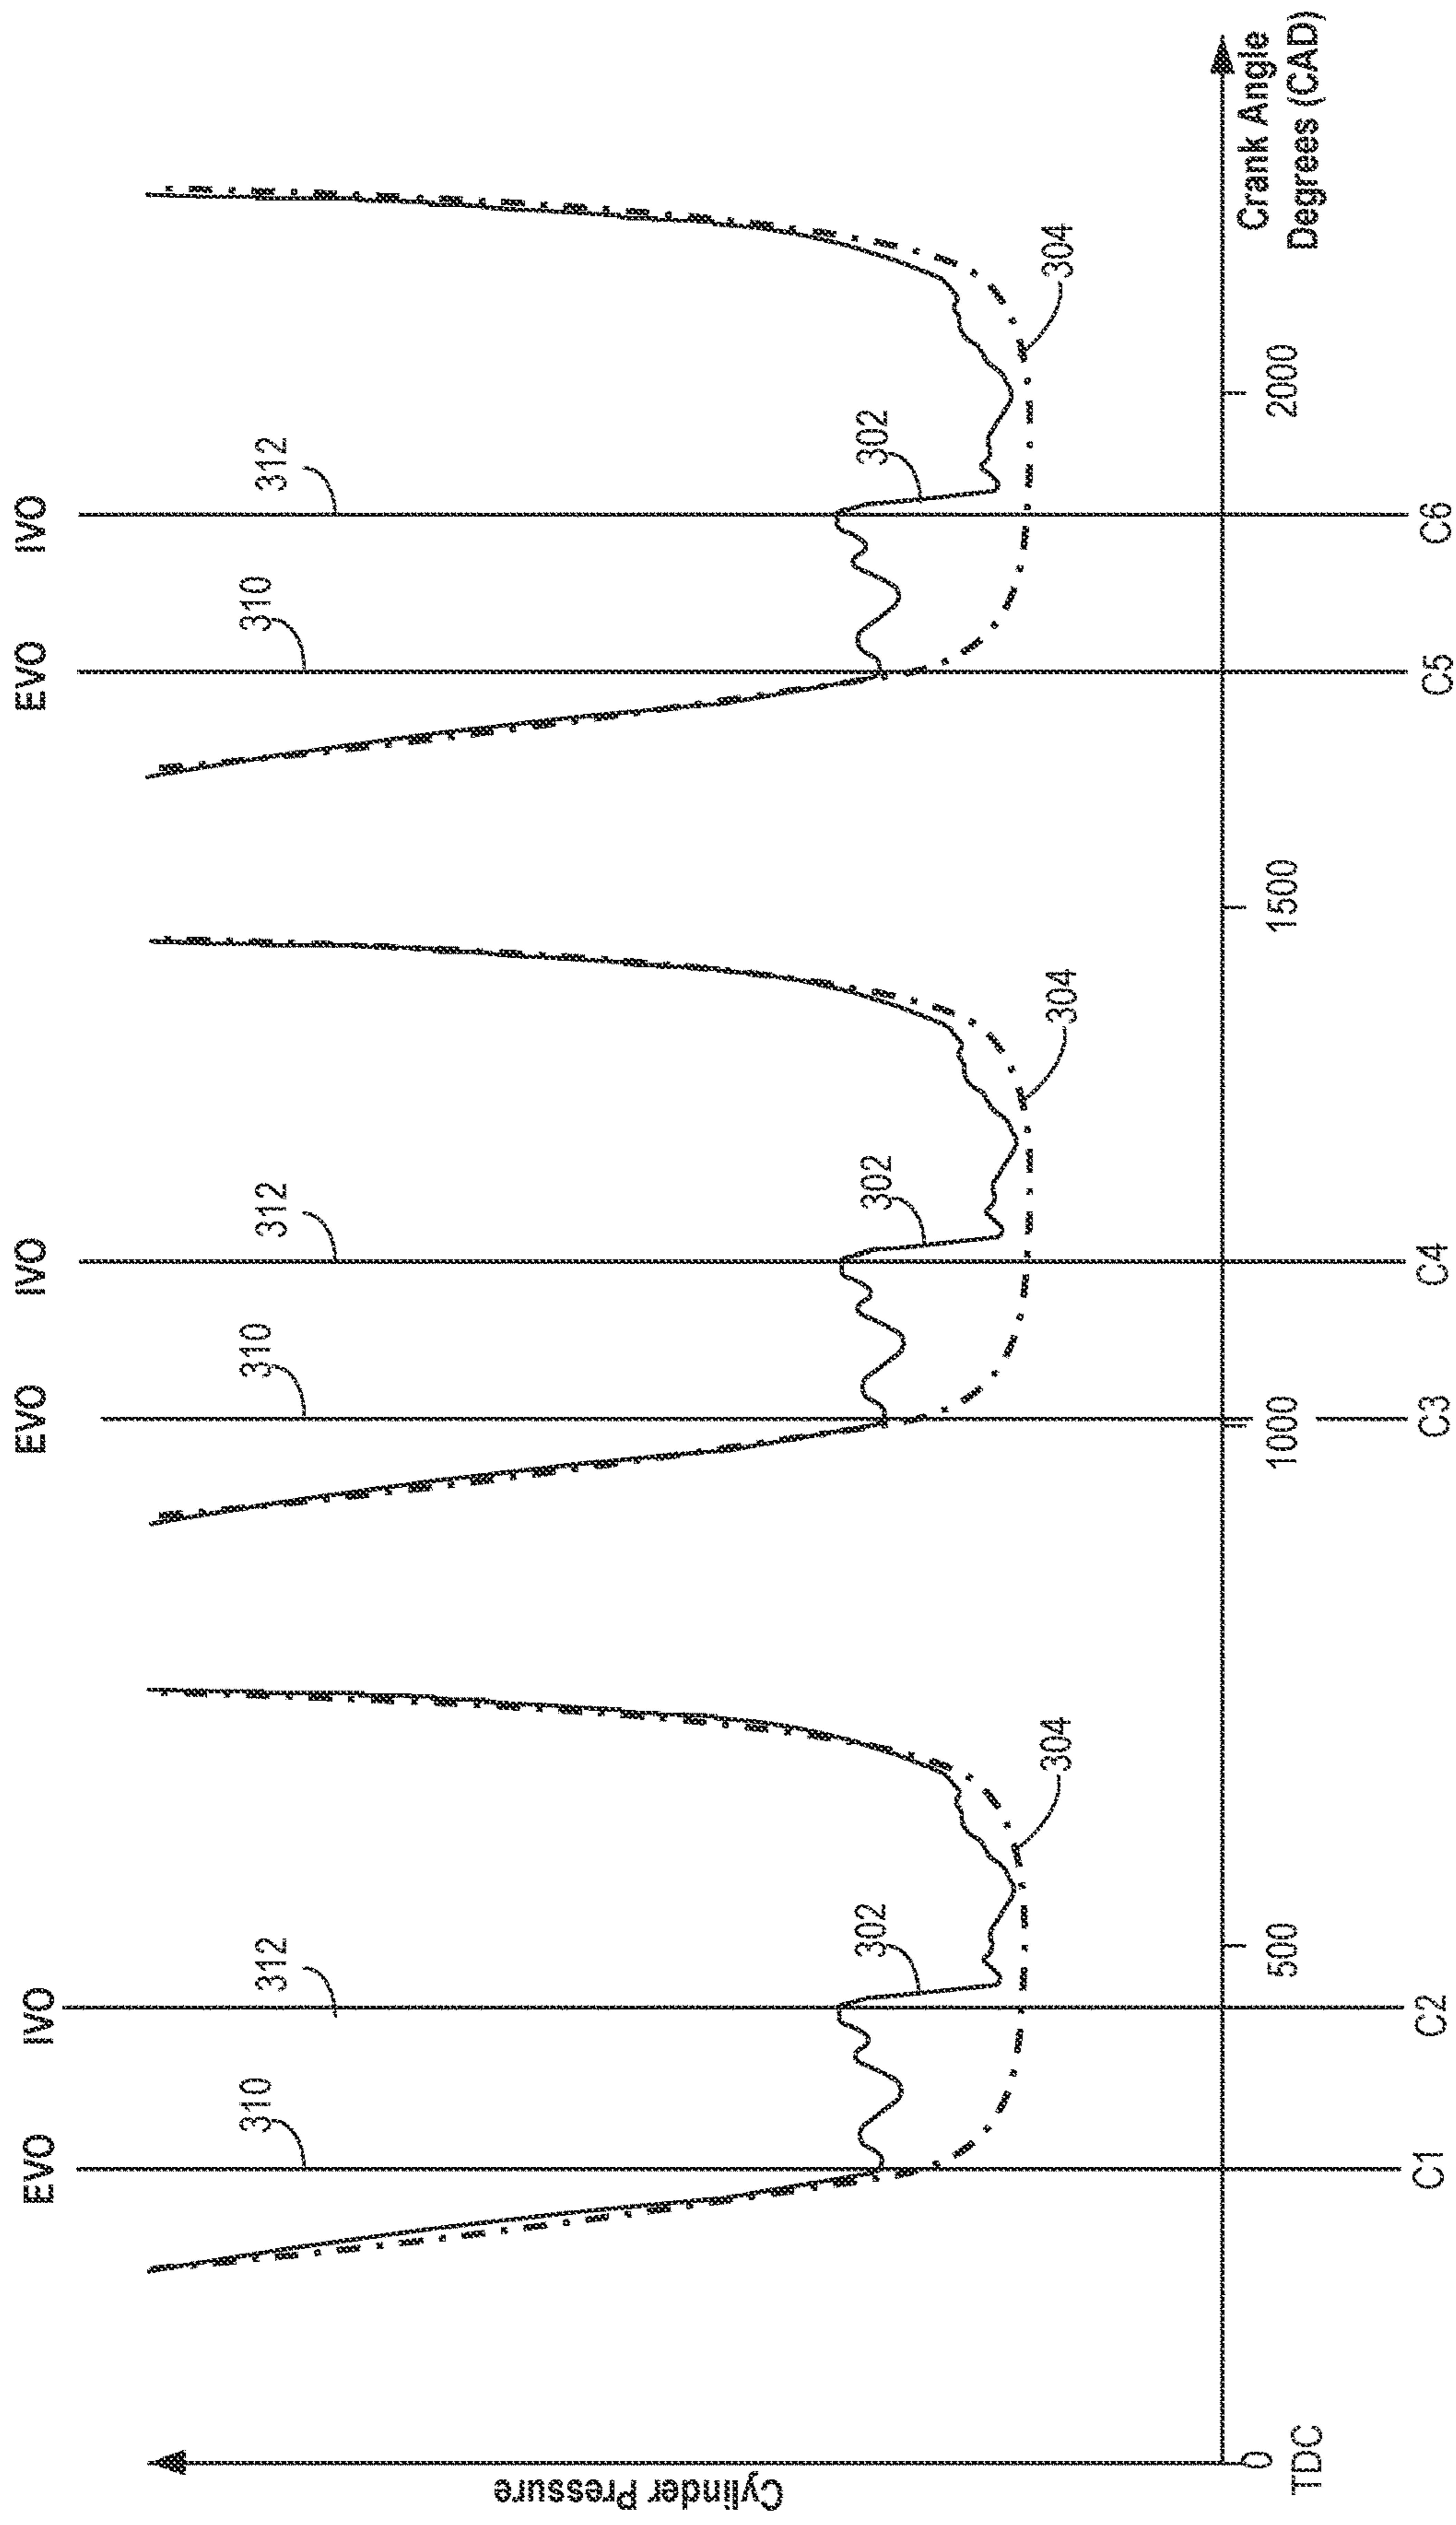 EVO
IVO
EVO
IVO
EVO
IVO
310
312
310
312
310
312
302
302
302
304
304
304
Cylinder Pressure
0
500
1000
1500
2000
TDC
Crank Angle
Degrees (CAD)
C1
C2
C3
C4
C5
C6